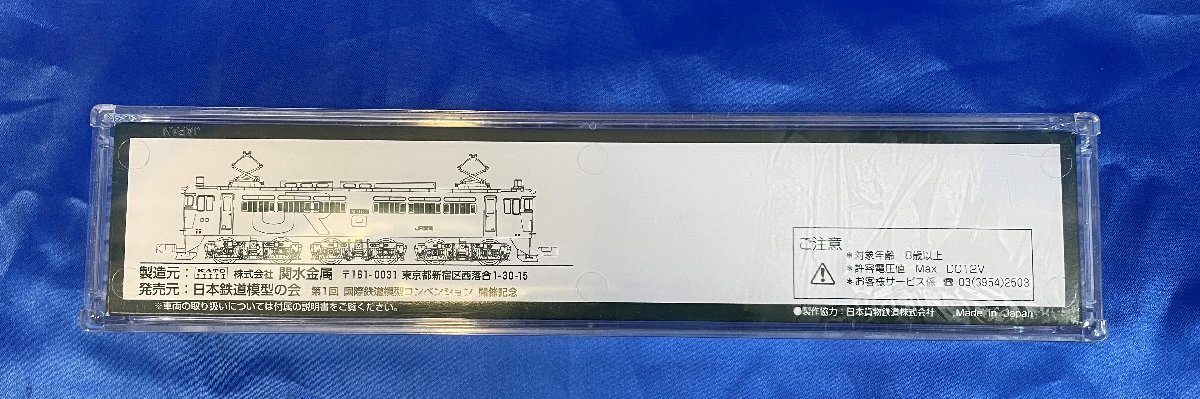 JAPAN
JR
JR貨物
製造元: KATO 株式会社 関水金属 〒161-0031 東京都新宿区西落合1-30-15
発売元: 日本鉄道模型の会 第1回 国際鉄道模型コンベンション 開催記念
※車両の取り扱いについては付属の説明書をご覧ください。
ご注意
*対象年齢 8歳以上
*許容電圧値 Max. DC12V
*お客様サービス係 ☎ 03(3954)2503
●製作協力: 日本貨物鉄道株式会社 Made in Japan